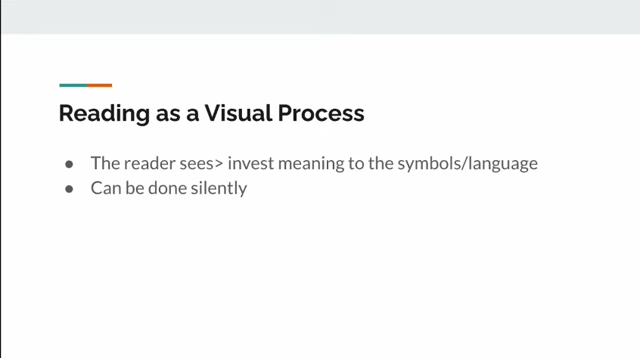 Reading as a Visual Process
● The reader sees> invest meaning to the symbols/language
● Can be done silently